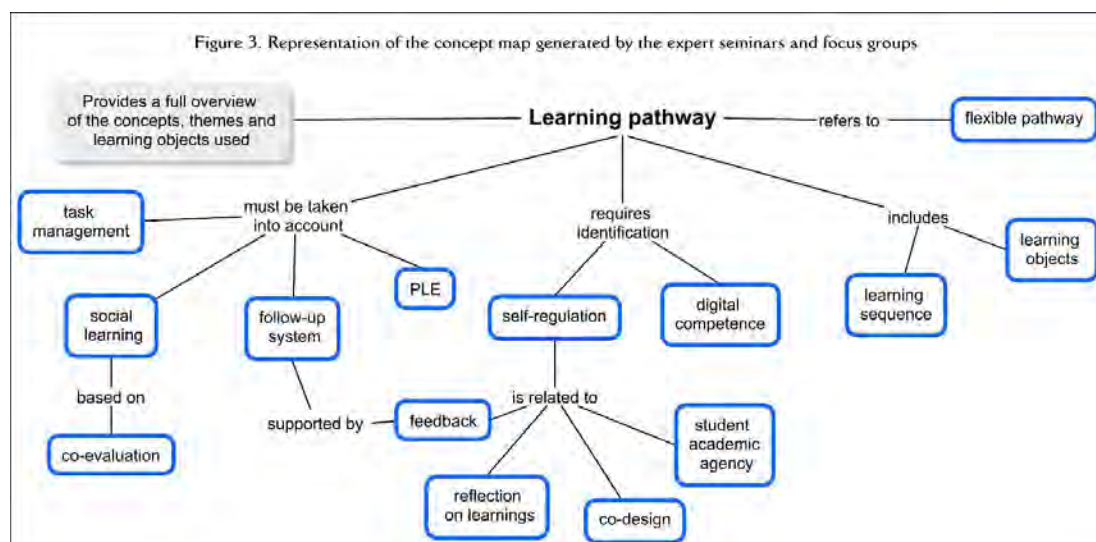 Figure 3. Representation of the concept map generated by the expert seminars and focus groups
Provides a full overview
of the concepts, themes and
learning objects used
Learning pathway
refers to
flexible pathway
task
management
must be taken
into account
requires
identification
includes
learning
objects
PLE
social
learning
follow-up
system
self-regulation
digital
competence
learning
sequence
based on
supported by
feedback
is related to
student
academic
agency
co-evaluation
reflection
on learnings
co-design